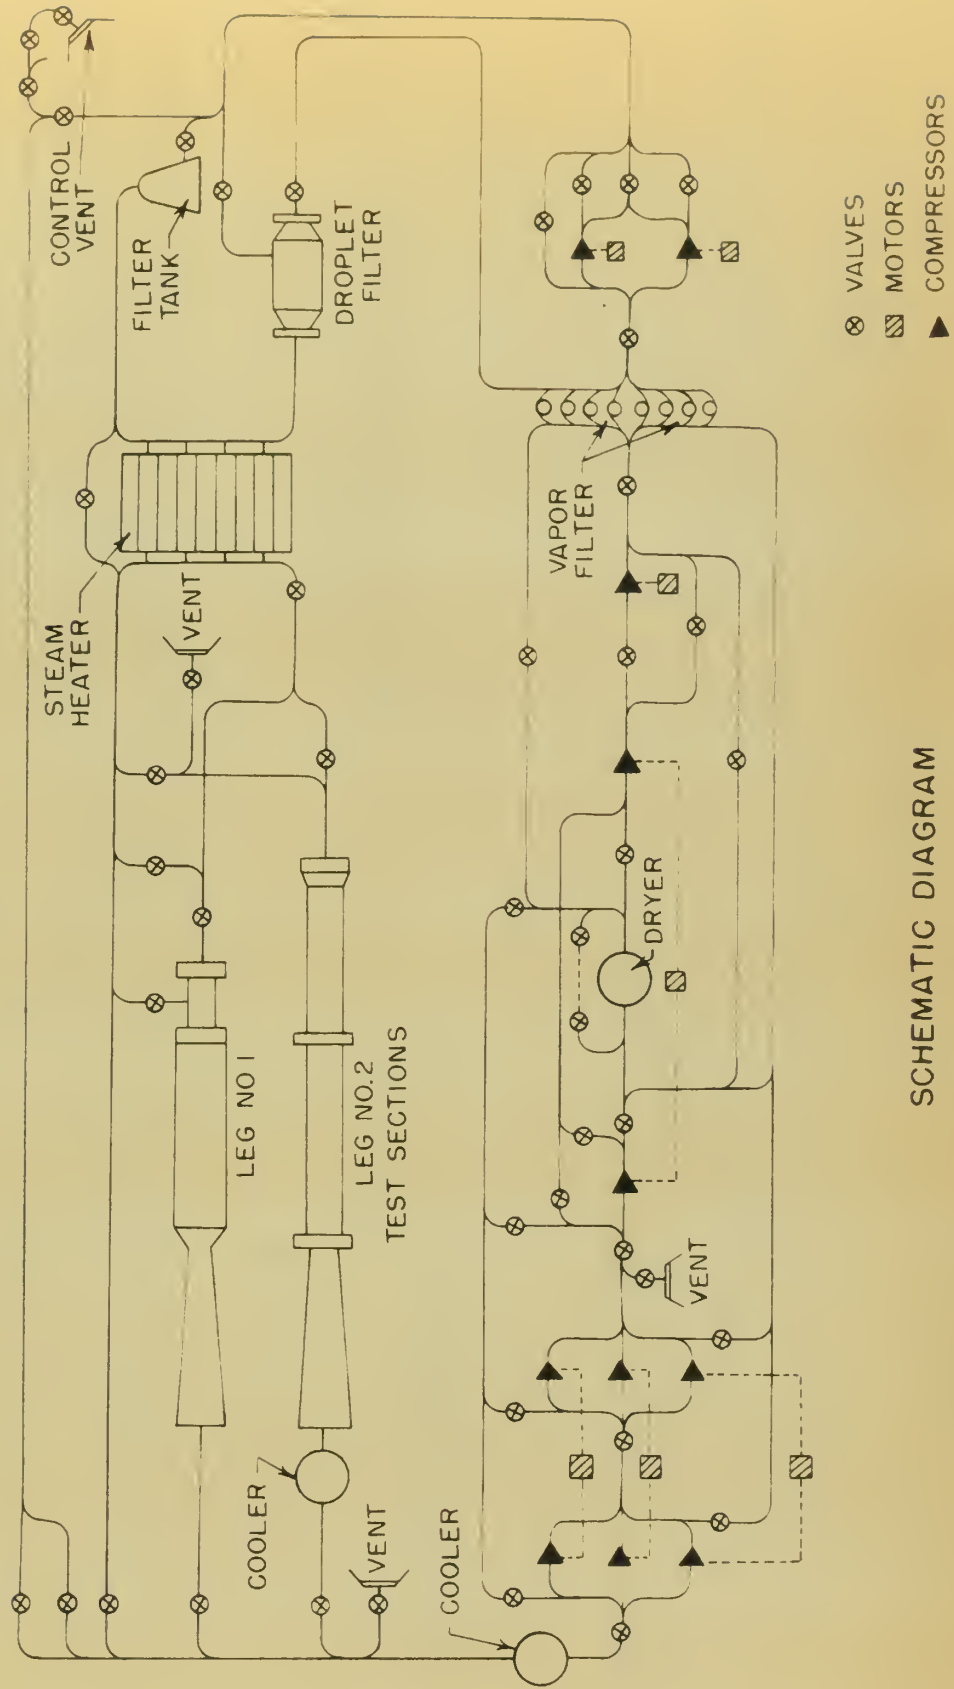 CONTROL
VENT
FILTER
TANK
DROPLET
FILTER
STEAM
HEATER
VENT
LEG NO 1
LEG NO.2
TEST SECTIONS
COOLER
VENT
COOLER
VAPOR
FILTER
DRYER
VENT
VALVES
MOTORS
COMPRESSORS
SCHEMATIC DIAGRAM